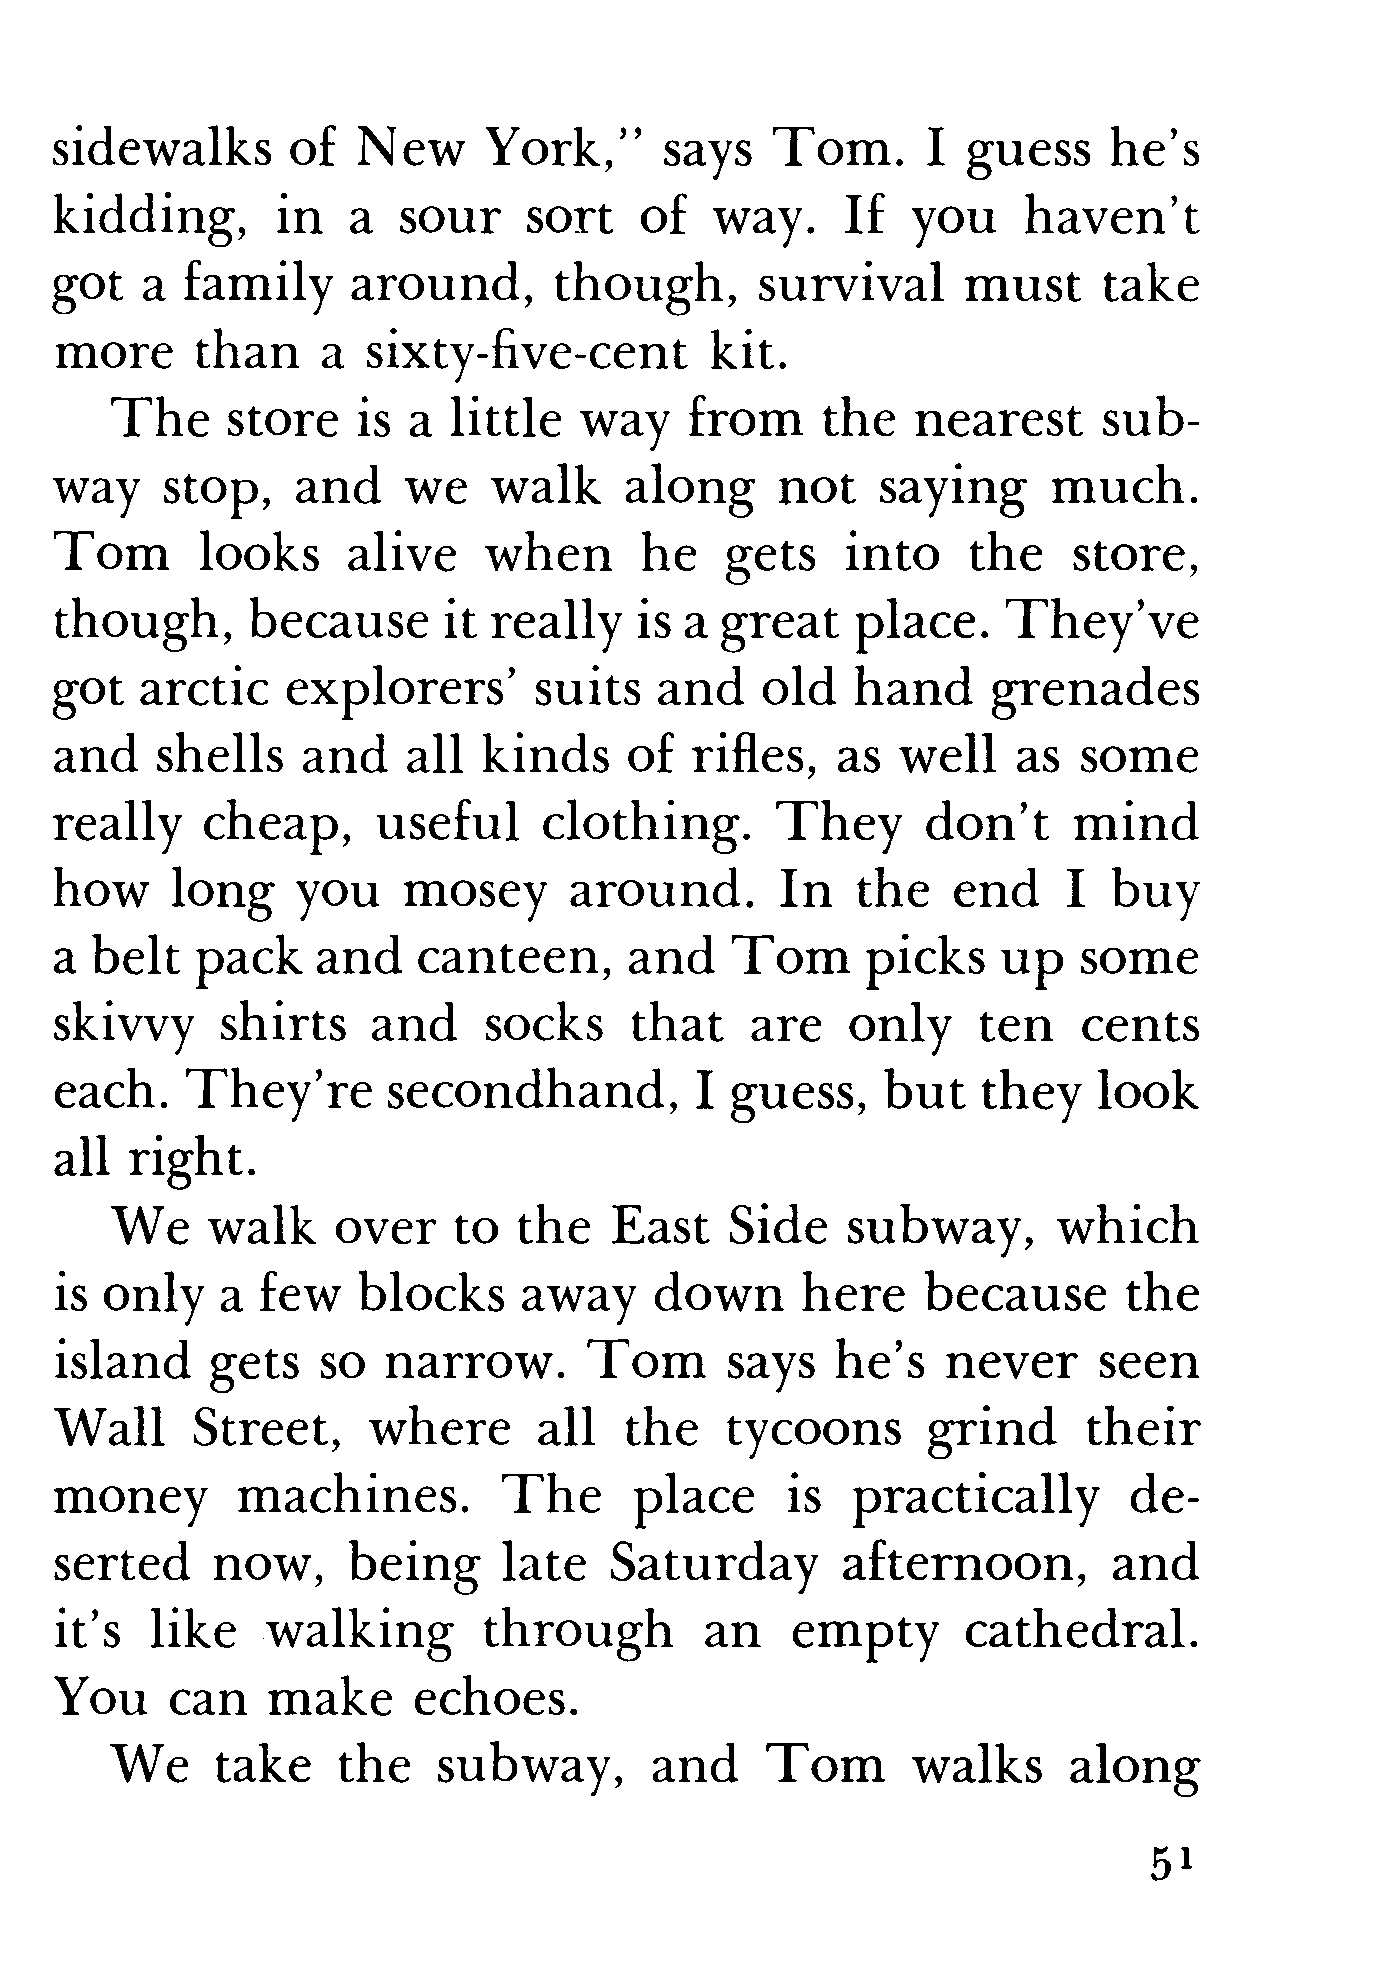 sidewalks of New York,” says Tom. I guess he’s
kidding, in a sour sort of way. If you haven’t
got a family around, though, survival must take
more than a sixty-five-cent kit.
The store is a little way from the nearest sub-
way stop, and we walk along not saying much.
Tom looks alive when he gets into the store,
though, because it really is a great place. They’ve
got arctic explorers’ suits and old hand grenades
and shells and all kinds of rifles, as well as some
really cheap, useful clothing. They don’t mind
how long you mosey around. In the end I buy
a belt pack and canteen, and Tom picks up some
skivvy shirts and socks that are only ten cents
each. They’re secondhand, I guess, but they look
all right.
We walk over to the East Side subway, which
is only a few blocks away down here because the
island gets so narrow. Tom says he’s never seen
Wall Street, where all the tycoons grind their
money machines. The place is practically de-
serted now, being late Saturday afternoon, and
it’s like walking through an empty cathedral.
You can make echoes.
We take the subway, and Tom walks along
51